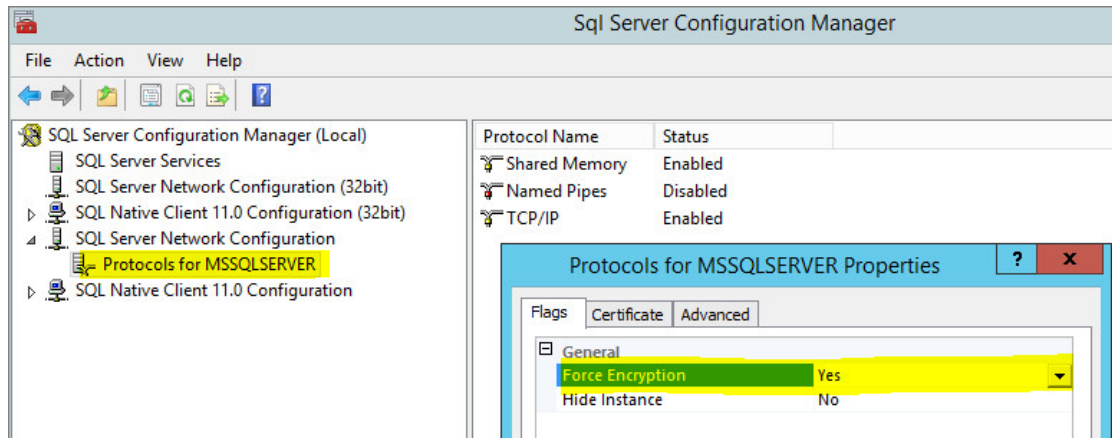 Sql Server Configuration Manager
File Action View Help
SQL Server Configuration Manager (Local)
SQL Server Services
SQL Server Network Configuration (32bit)
SQL Native Client 11.0 Configuration (32bit)
SQL Server Network Configuration
Protocols for MSSQLSERVER
SQL Native Client 11.0 Configuration
Protocol Name Status
Shared Memory Enabled
Named Pipes Disabled
TCP/IP Enabled
Protocols for MSSQLSERVER Properties ? x
Flags Certificate Advanced
General
Force Encryption Yes
Hide Instance No